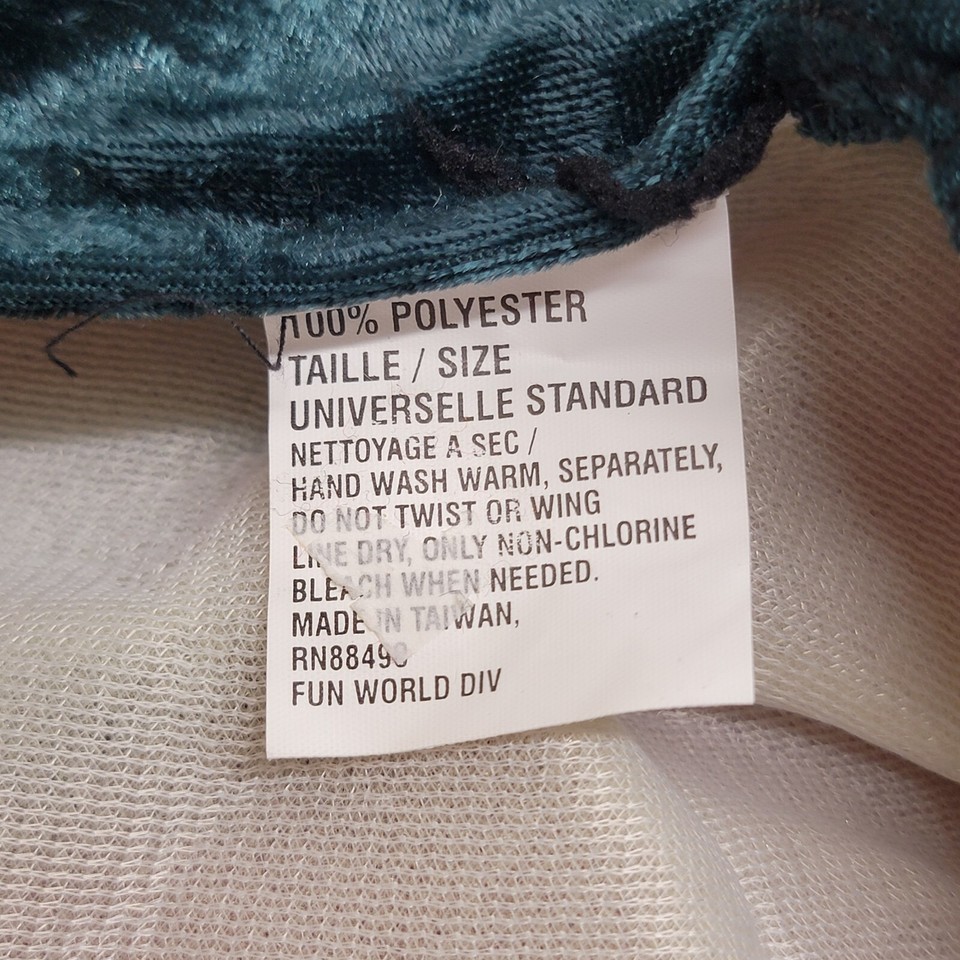 100% POLYESTER
TAILLE / SIZE
UNIVERSELLE STANDARD
NETTOYAGE A SEC /
HAND WASH WARM, SEPARATELY,
DO NOT TWIST OR WING
LINE DRY, ONLY NON-CHLORINE
BLEACH WHEN NEEDED.
MADE IN TAIWAN,
FUN WORLD DIV